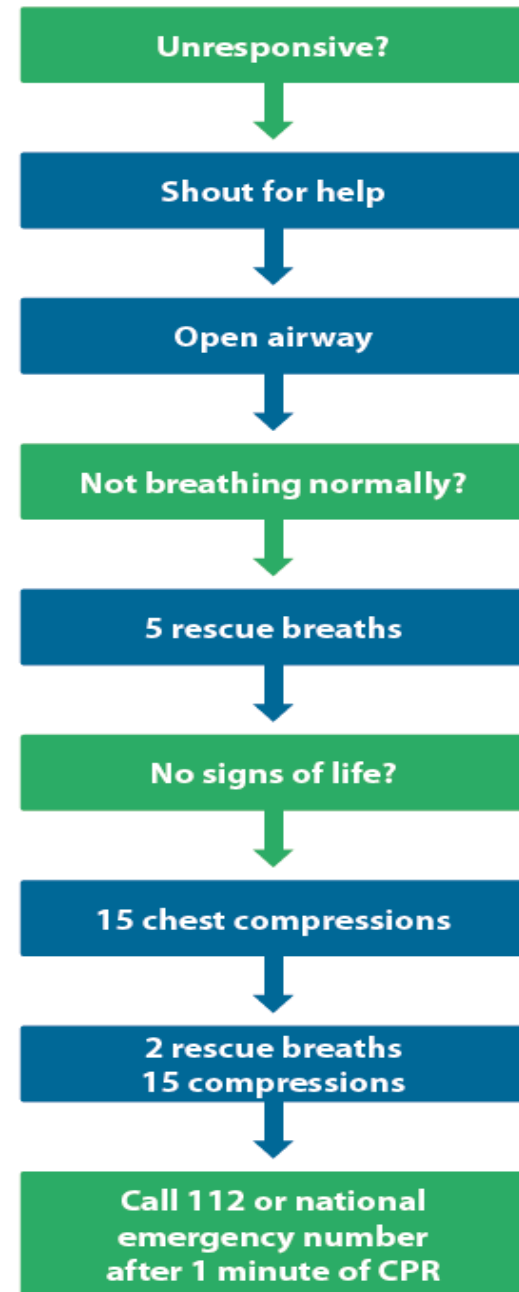 Unresponsive?
Shout for help
Open airway
Not breathing normally?
5 rescue breaths
No signs of life?
15 chest compressions
2 rescue breaths
15 compressions
Call 112 or national
emergency number
after 1 minute of CPR